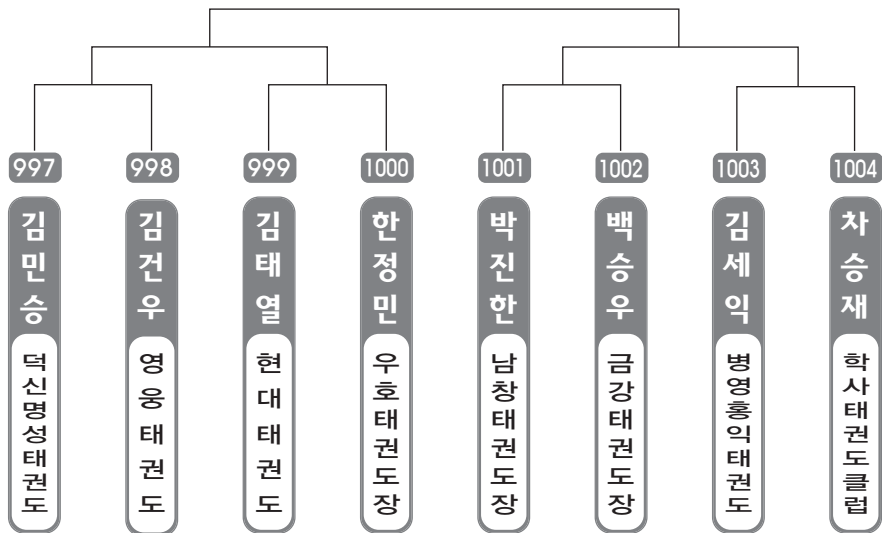 997
998
999
1000
1001
1002
1003
1004
김민승
김건우
김태열
한정민
박진한
백승우
김세익
차승재
덕신명성태권도
영웅태권도
현대태권도
우호태권도장
남창태권도장
금강태권도장
병영홍익태권도
학사태권도클럽